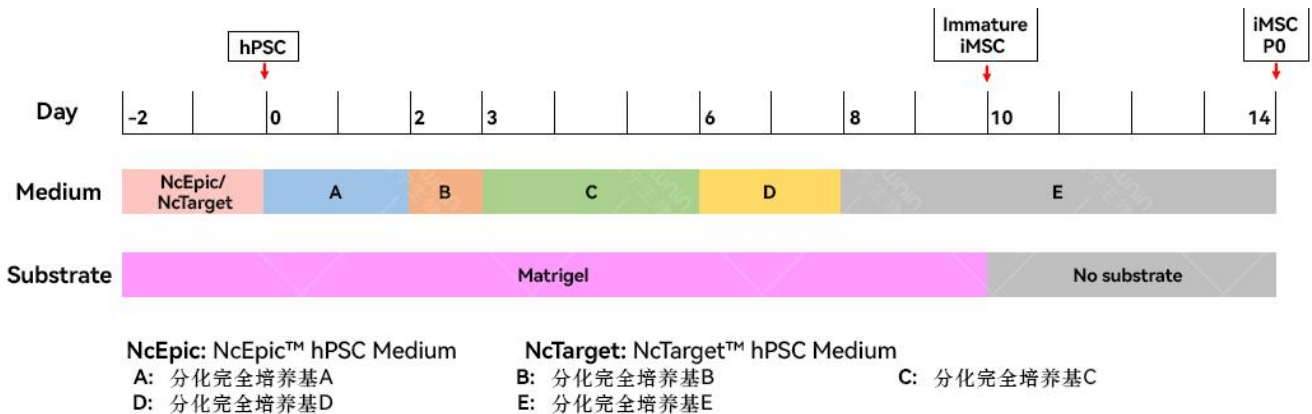 hPSC
Immature
iMSC
iMSC
P0
Day
-2 0 2 3 6 8 10 14
Medium
NcEpic/
NcTarget
A B C D E
Substrate
Matrigel No substrate
NcEpic: NcEpic™ hPSC Medium NcTarget: NcTarget™ hPSC Medium
A: 分化完全培养基A B: 分化完全培养基B C: 分化完全培养基C
D: 分化完全培养基D E: 分化完全培养基E